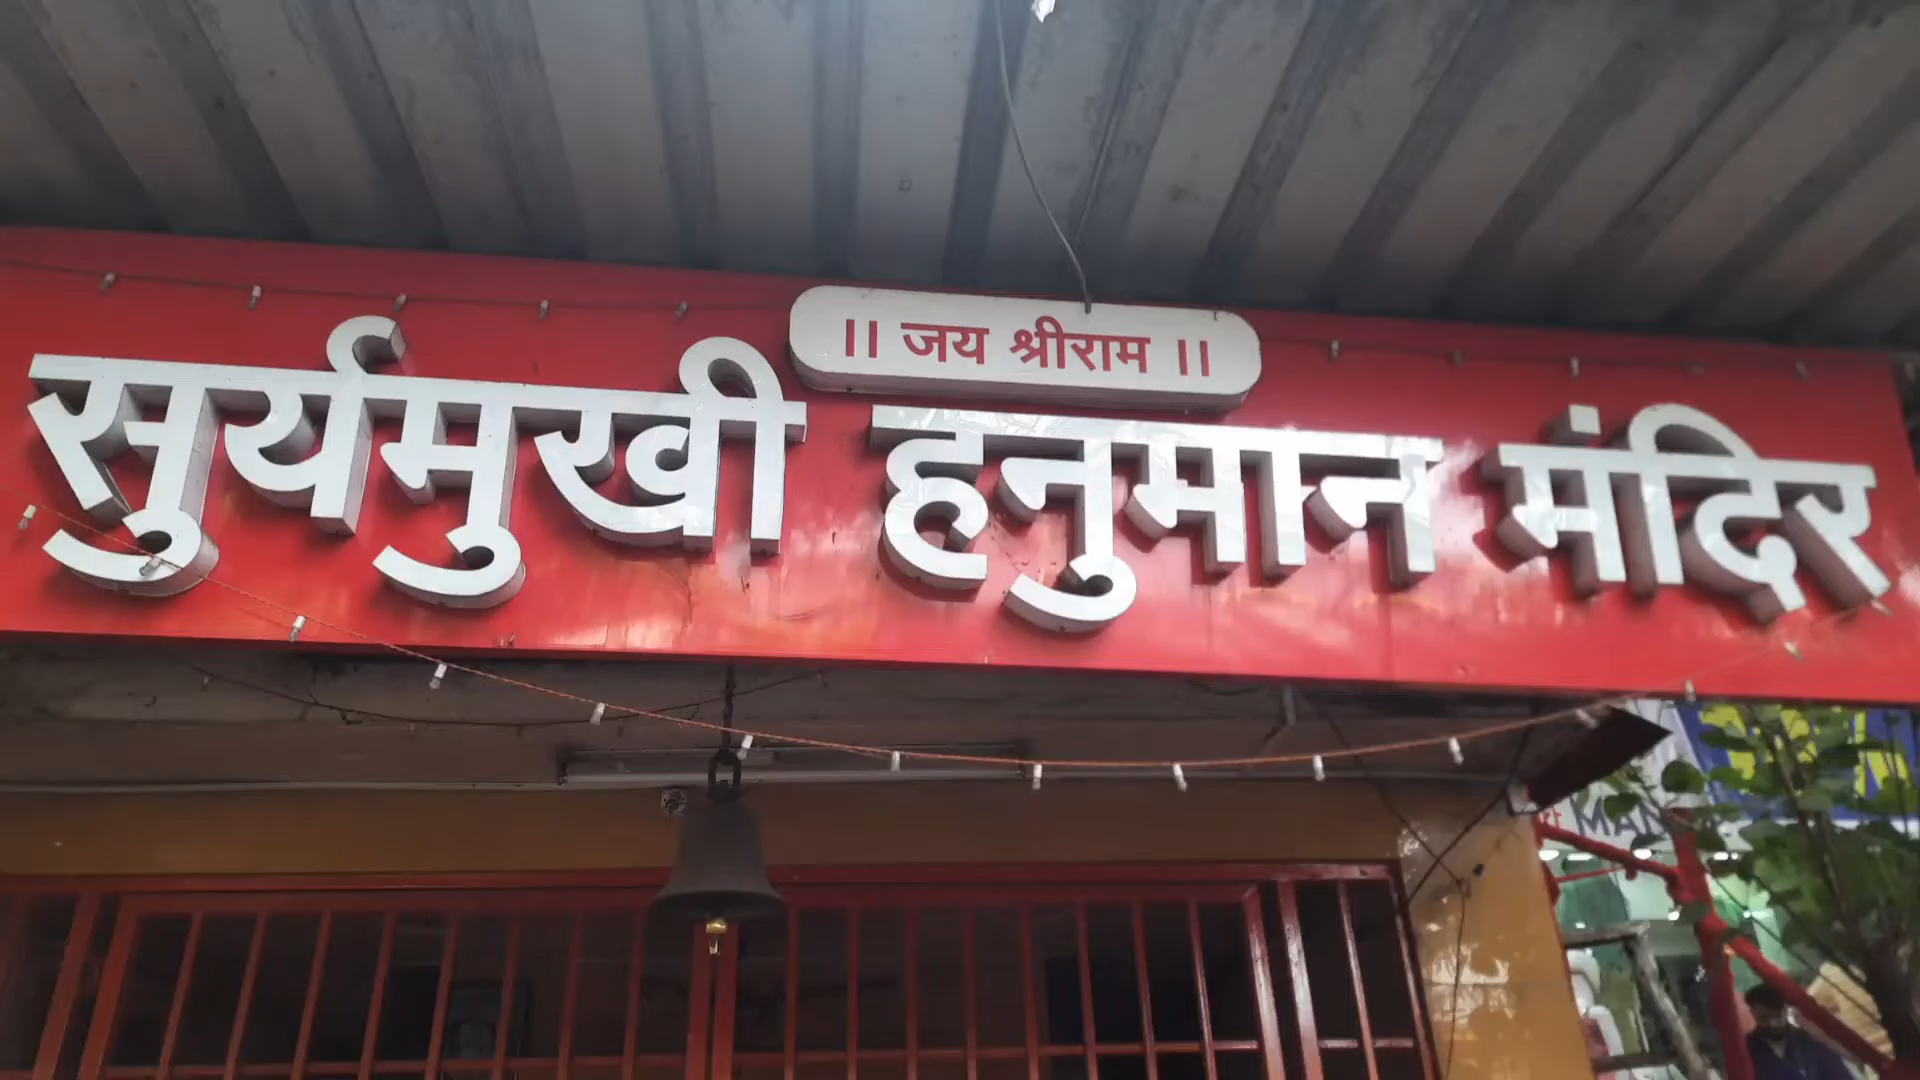 ।। जय श्रीराम ।।
सुर्यमुखी हनुमान मंदिर